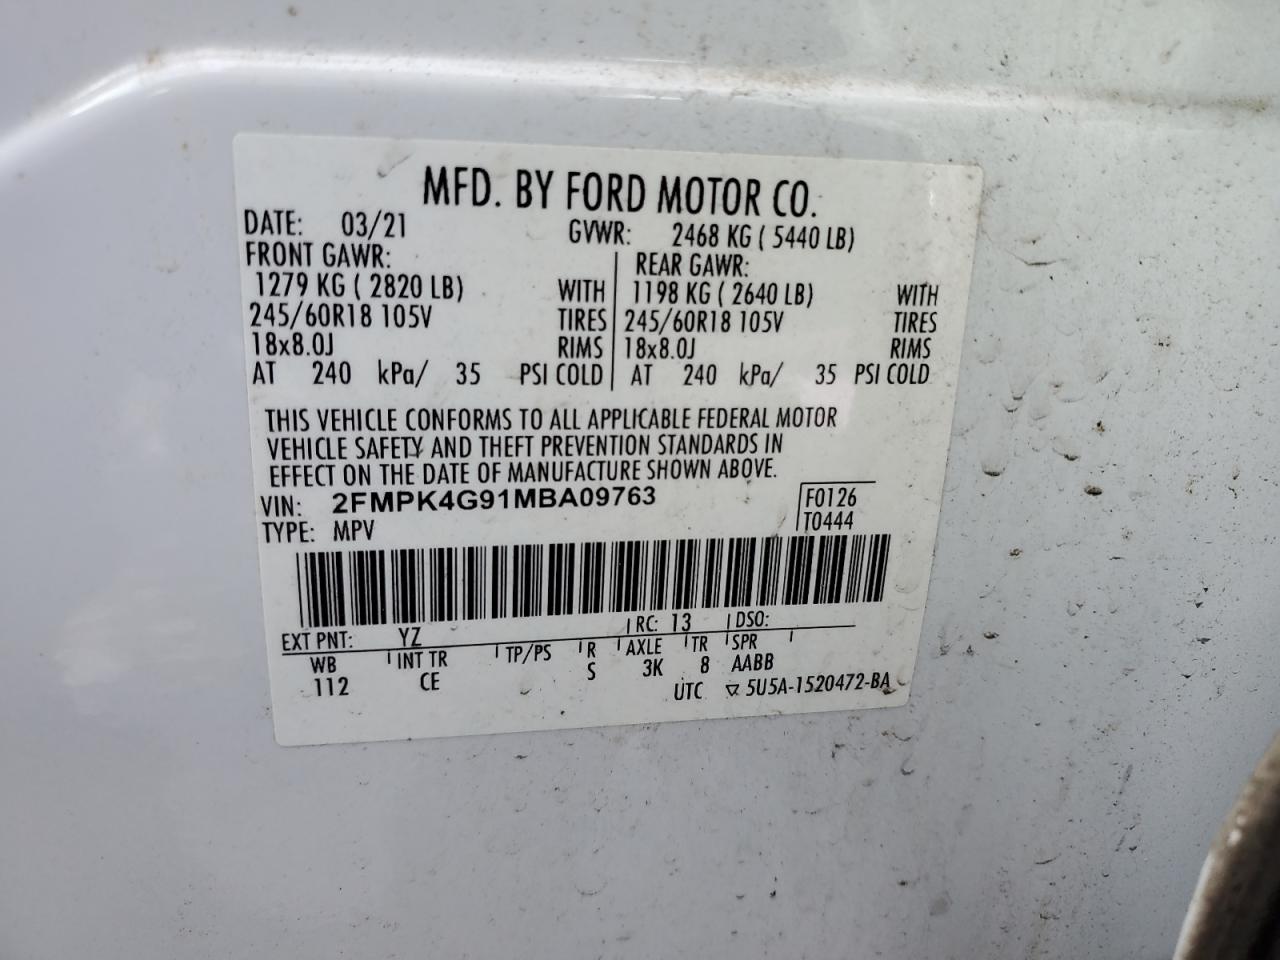 MFD. BY FORD MOTOR CO.
DATE: 03/21 GVWR: 2468 KG ( 5440 LB)
FRONT GAWR: REAR GAWR:
1279 KG ( 2820 LB) WITH 1198 KG ( 2640 LB) WITH
245/60R18 105V TIRES 245/60R18 105V TIRES
18x8.0J RIMS 18x8.0J RIMS
AT 240 kPa/ 35 PSI COLD AT 240 kPa/ 35 PSI COLD
THIS VEHICLE CONFORMS TO ALL APPLICABLE FEDERAL MOTOR
VEHICLE SAFETY AND THEFT PREVENTION STANDARDS IN
EFFECT ON THE DATE OF MANUFACTURE SHOWN ABOVE.
VIN: 2FMPK4G91MBA09763 F0126
TYPE: MPV T0444
EXT PNT: YZ RC: 13 DSO:
WB INT TR TP/PS R AXLE TR SPR
112 CE S 3K 8 AABB
UTC 5U5A-1520472-BA